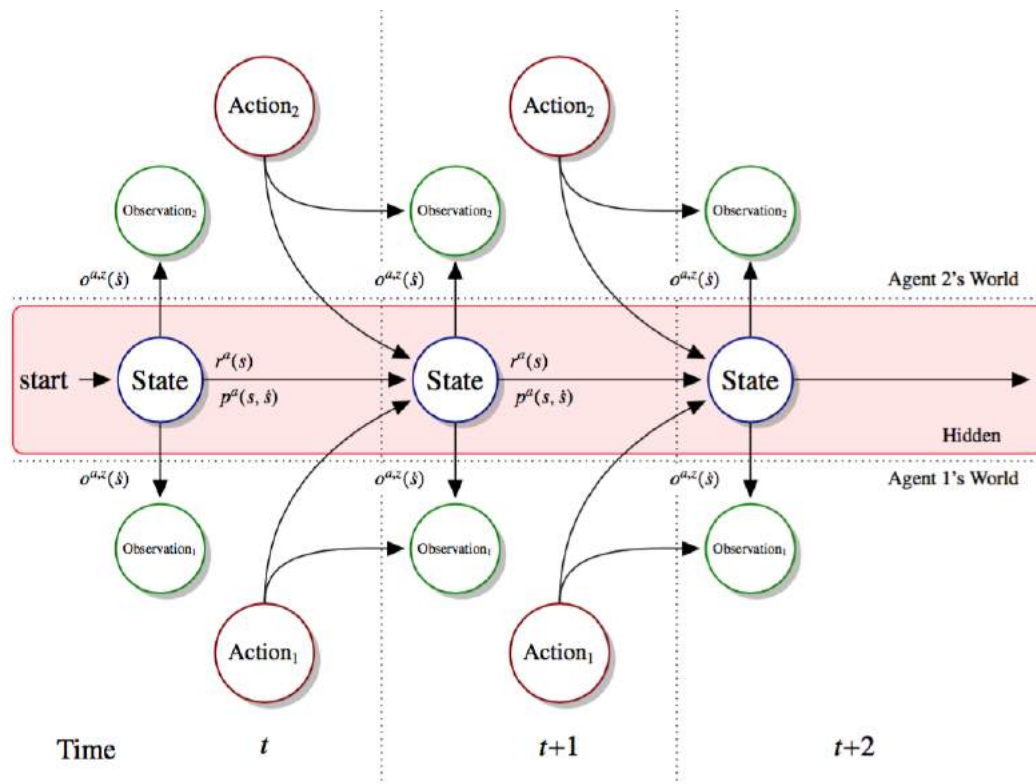 Action₂
Action₂
Observation₂
Observation₂
Observation₂
oᵃ,ᶻ(ṡ)
oᵃ,ᶻ(ṡ)
oᵃ,ᶻ(ṡ)
Agent 2's World
start
State
rᵃ(s)
pᵃ(s, ṡ)
State
rᵃ(s)
pᵃ(s, ṡ)
State
Hidden
oᵃ,ᶻ(ṡ)
oᵃ,ᶻ(ṡ)
oᵃ,ᶻ(ṡ)
Agent 1's World
Observation₁
Observation₁
Observation₁
Action₁
Action₁
Time
t
t+1
t+2